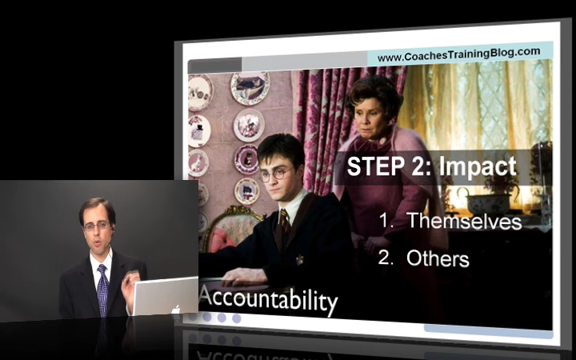 www.CoachesTrainingBlog.com
STEP 2: Impact
1. Themselves
2. Others
Accountability